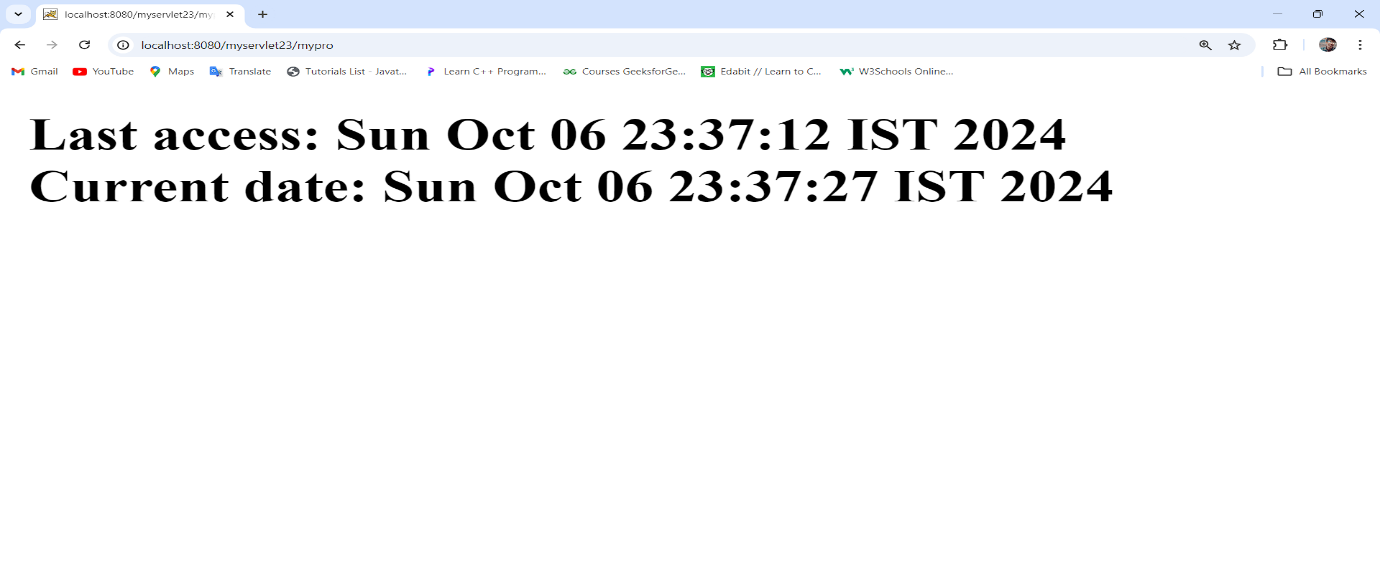 localhost:8080/myservlet23/my
localhost:8080/myservlet23/mypro
Gmail YouTube Maps Translate Tutorials List - Javat... Learn C++ Program... Courses GeeksforGe... Edabit // Learn to C... W3Schools Online... All Bookmarks
Last access: Sun Oct 06 23:37:12 IST 2024
Current date: Sun Oct 06 23:37:27 IST 2024